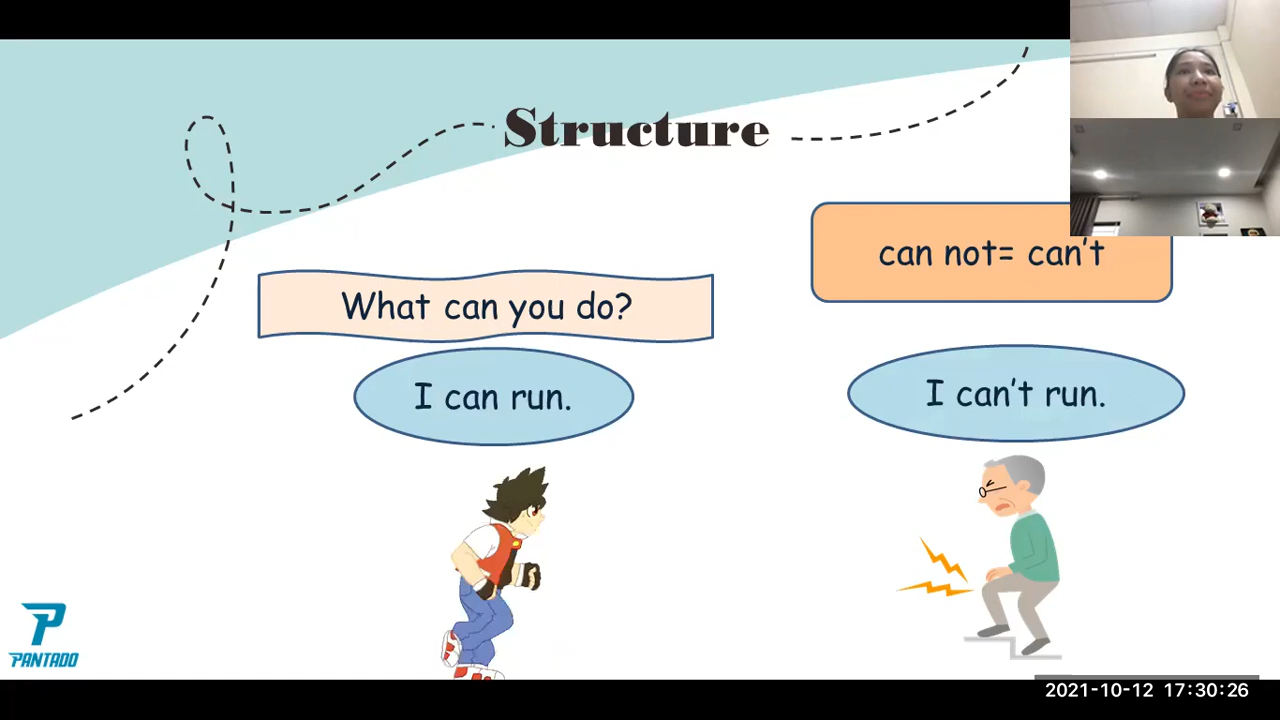 Structure
can not= can't
What can you do?
I can run.
I can't run.
PANTADO
2021-10-12 17:30:26